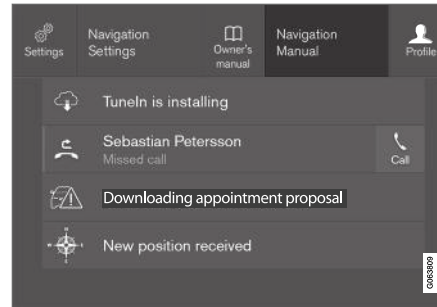 Settings
Navigation
Settings
Owner's
manual
Navigation
Manual
Profile
TuneIn is installing
Sebastian Petersson
Missed call
Call
Downloading appointment proposal
New position received
G063809